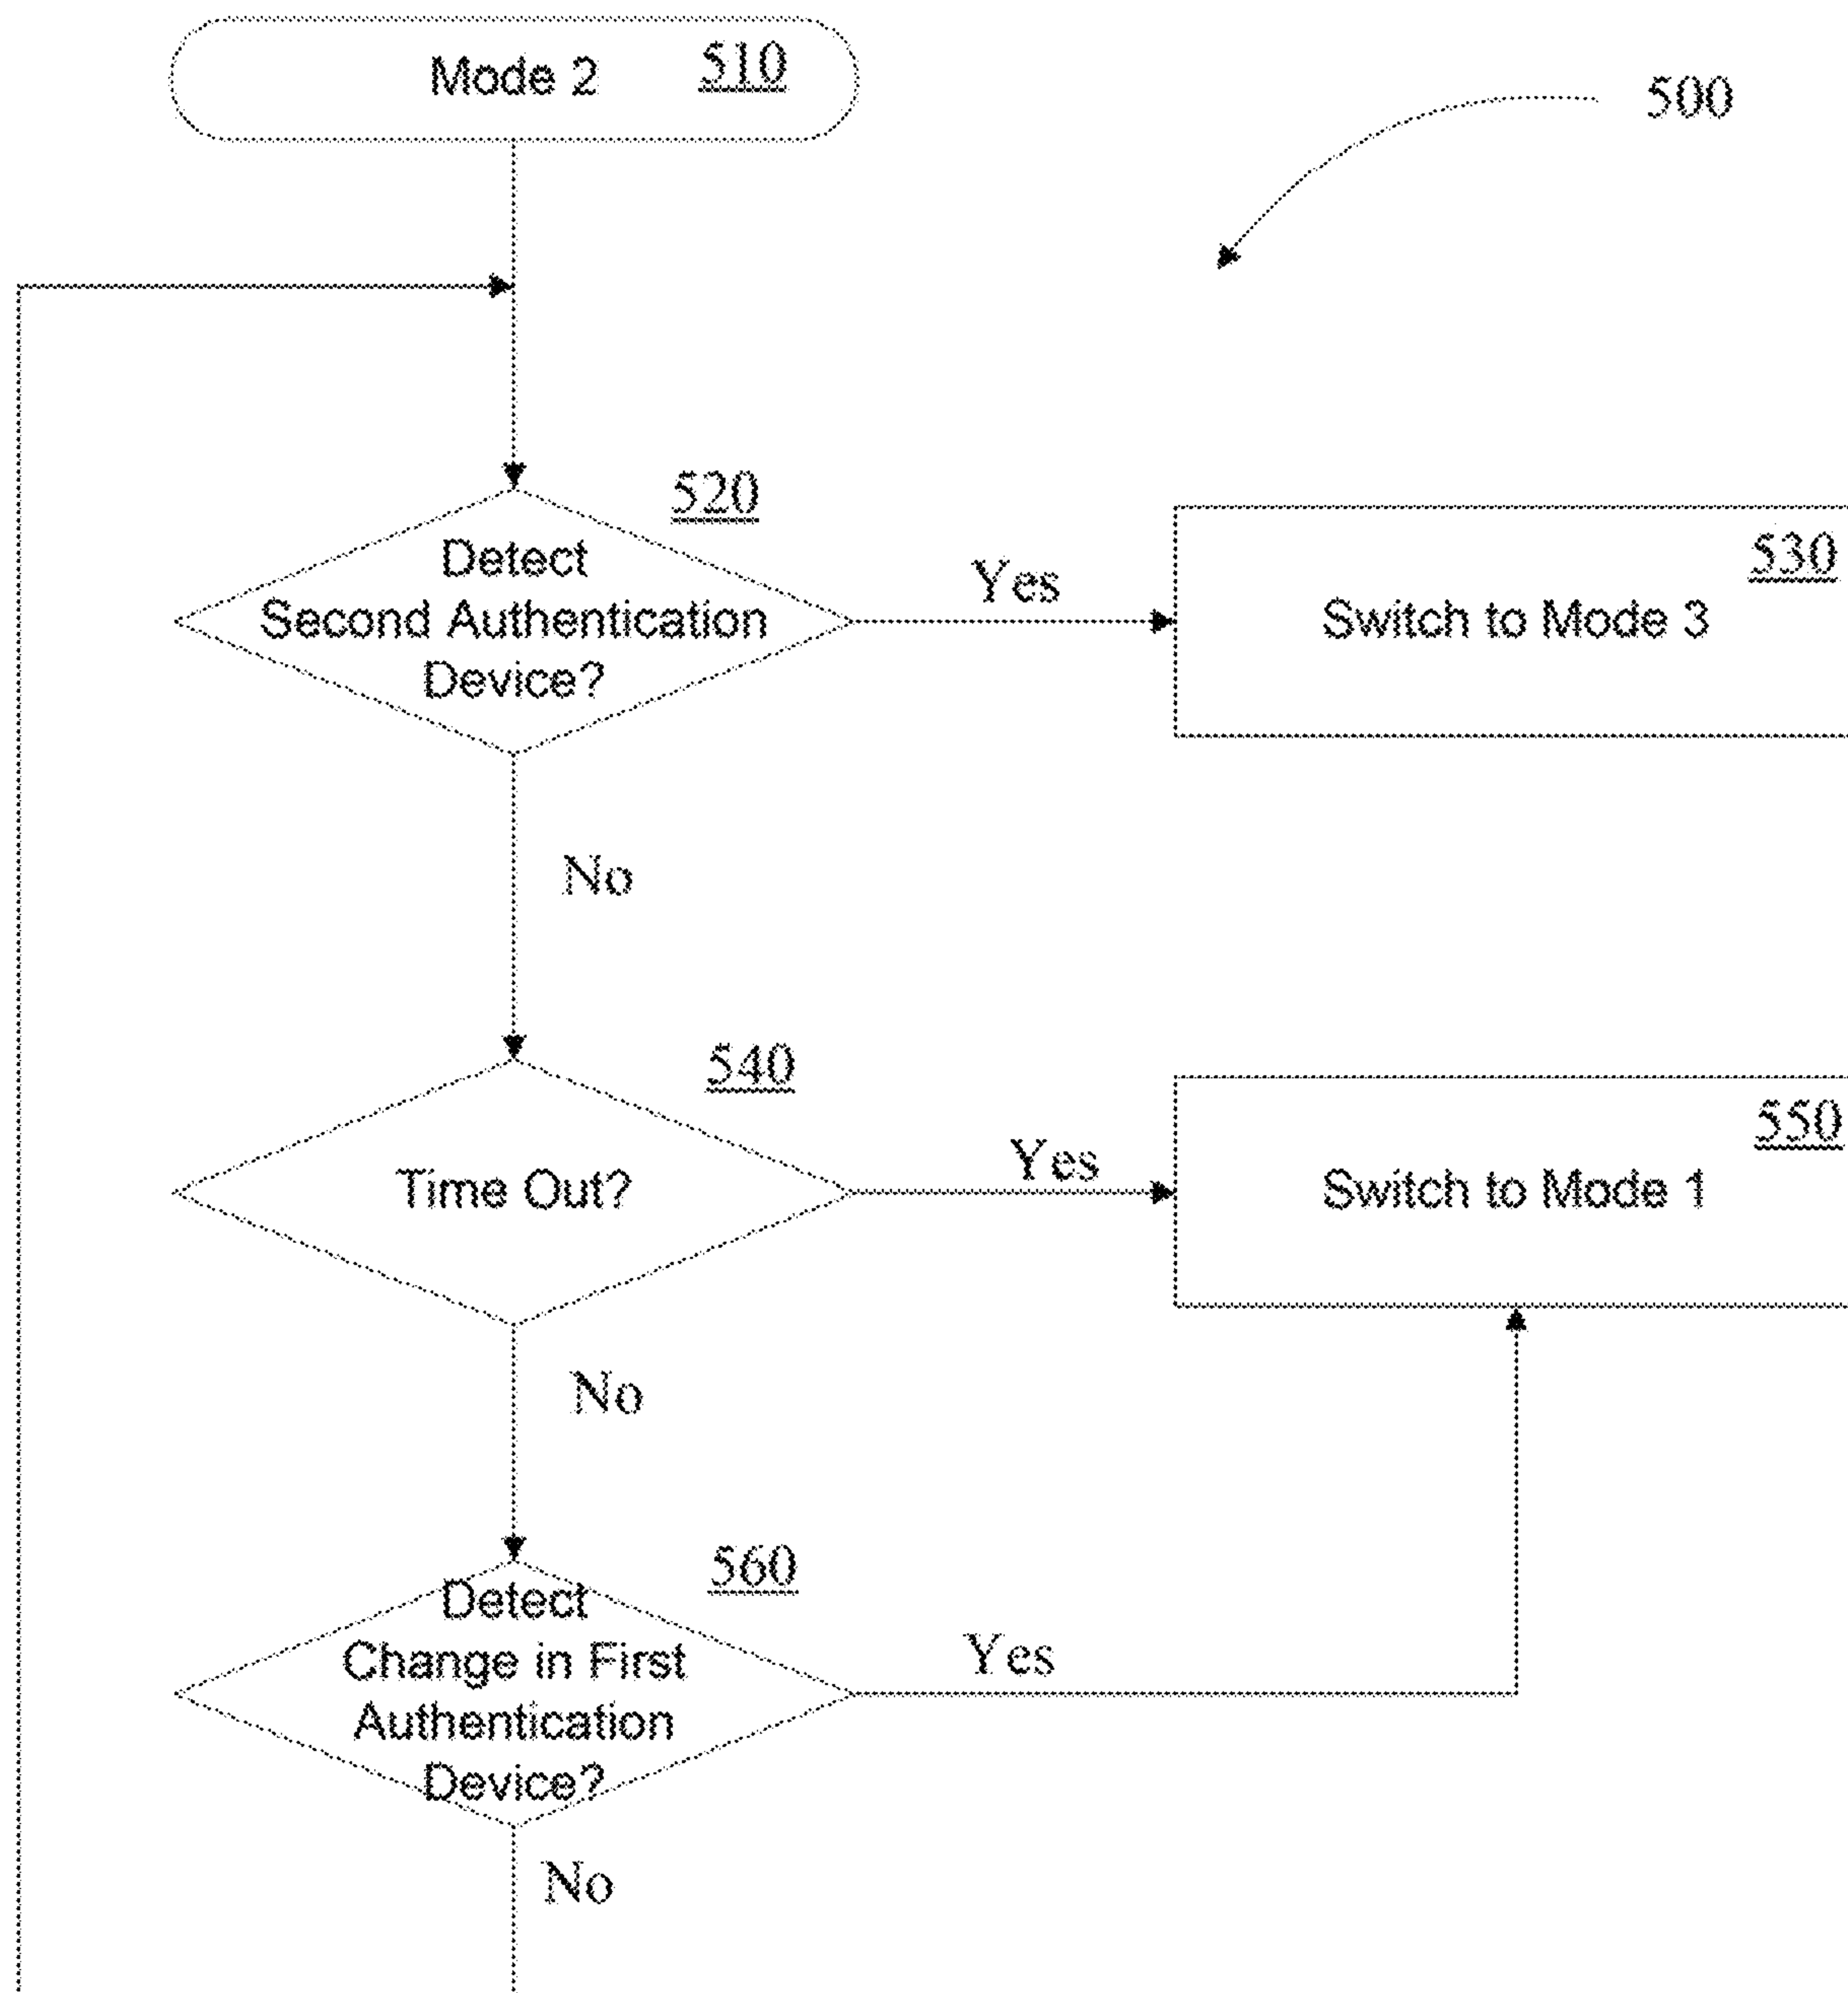 Mode 2 510
500
520
Detect
Second Authentication
Device?
Yes
530
Switch to Mode 3
No
540
Time Out?
Yes
550
Switch to Mode 1
No
560
Detect
Change in First
Authentication
Device?
Yes
No